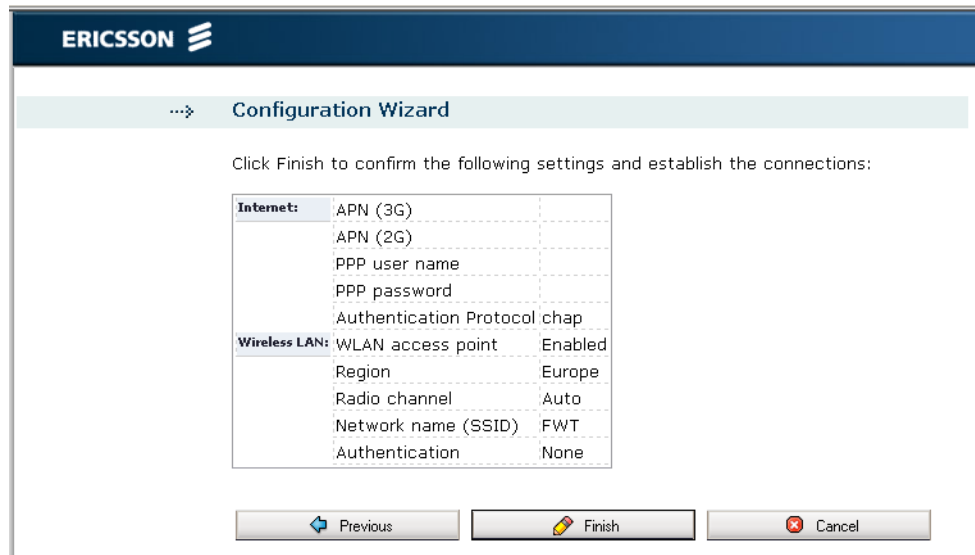 ERICSSON
Configuration Wizard
Click Finish to confirm the following settings and establish the connections:
Internet: APN (3G)
APN (2G)
PPP user name
PPP password
Authentication Protocol chap
Wireless LAN: WLAN access point Enabled
Region Europe
Radio channel Auto
Network name (SSID) FWT
Authentication None
Previous Finish Cancel